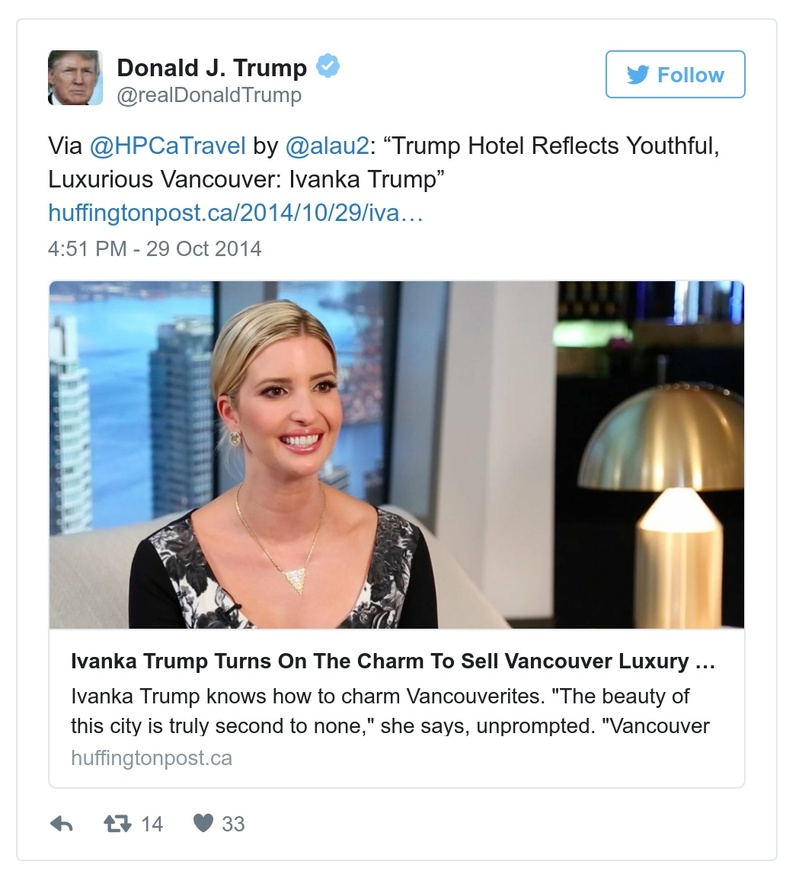 Donald J. Trump
@realDonaldTrump
Follow
Via @HPCaTravel by @alau2: “Trump Hotel Reflects Youthful,
Luxurious Vancouver: Ivanka Trump”
huffingtonpost.ca/2014/10/29/iva…
4:51 PM - 29 Oct 2014
Ivanka Trump Turns On The Charm To Sell Vancouver Luxury ...
Ivanka Trump knows how to charm Vancouverites. "The beauty of
this city is truly second to none," she says, unprompted. "Vancouver
huffingtonpost.ca
14
33